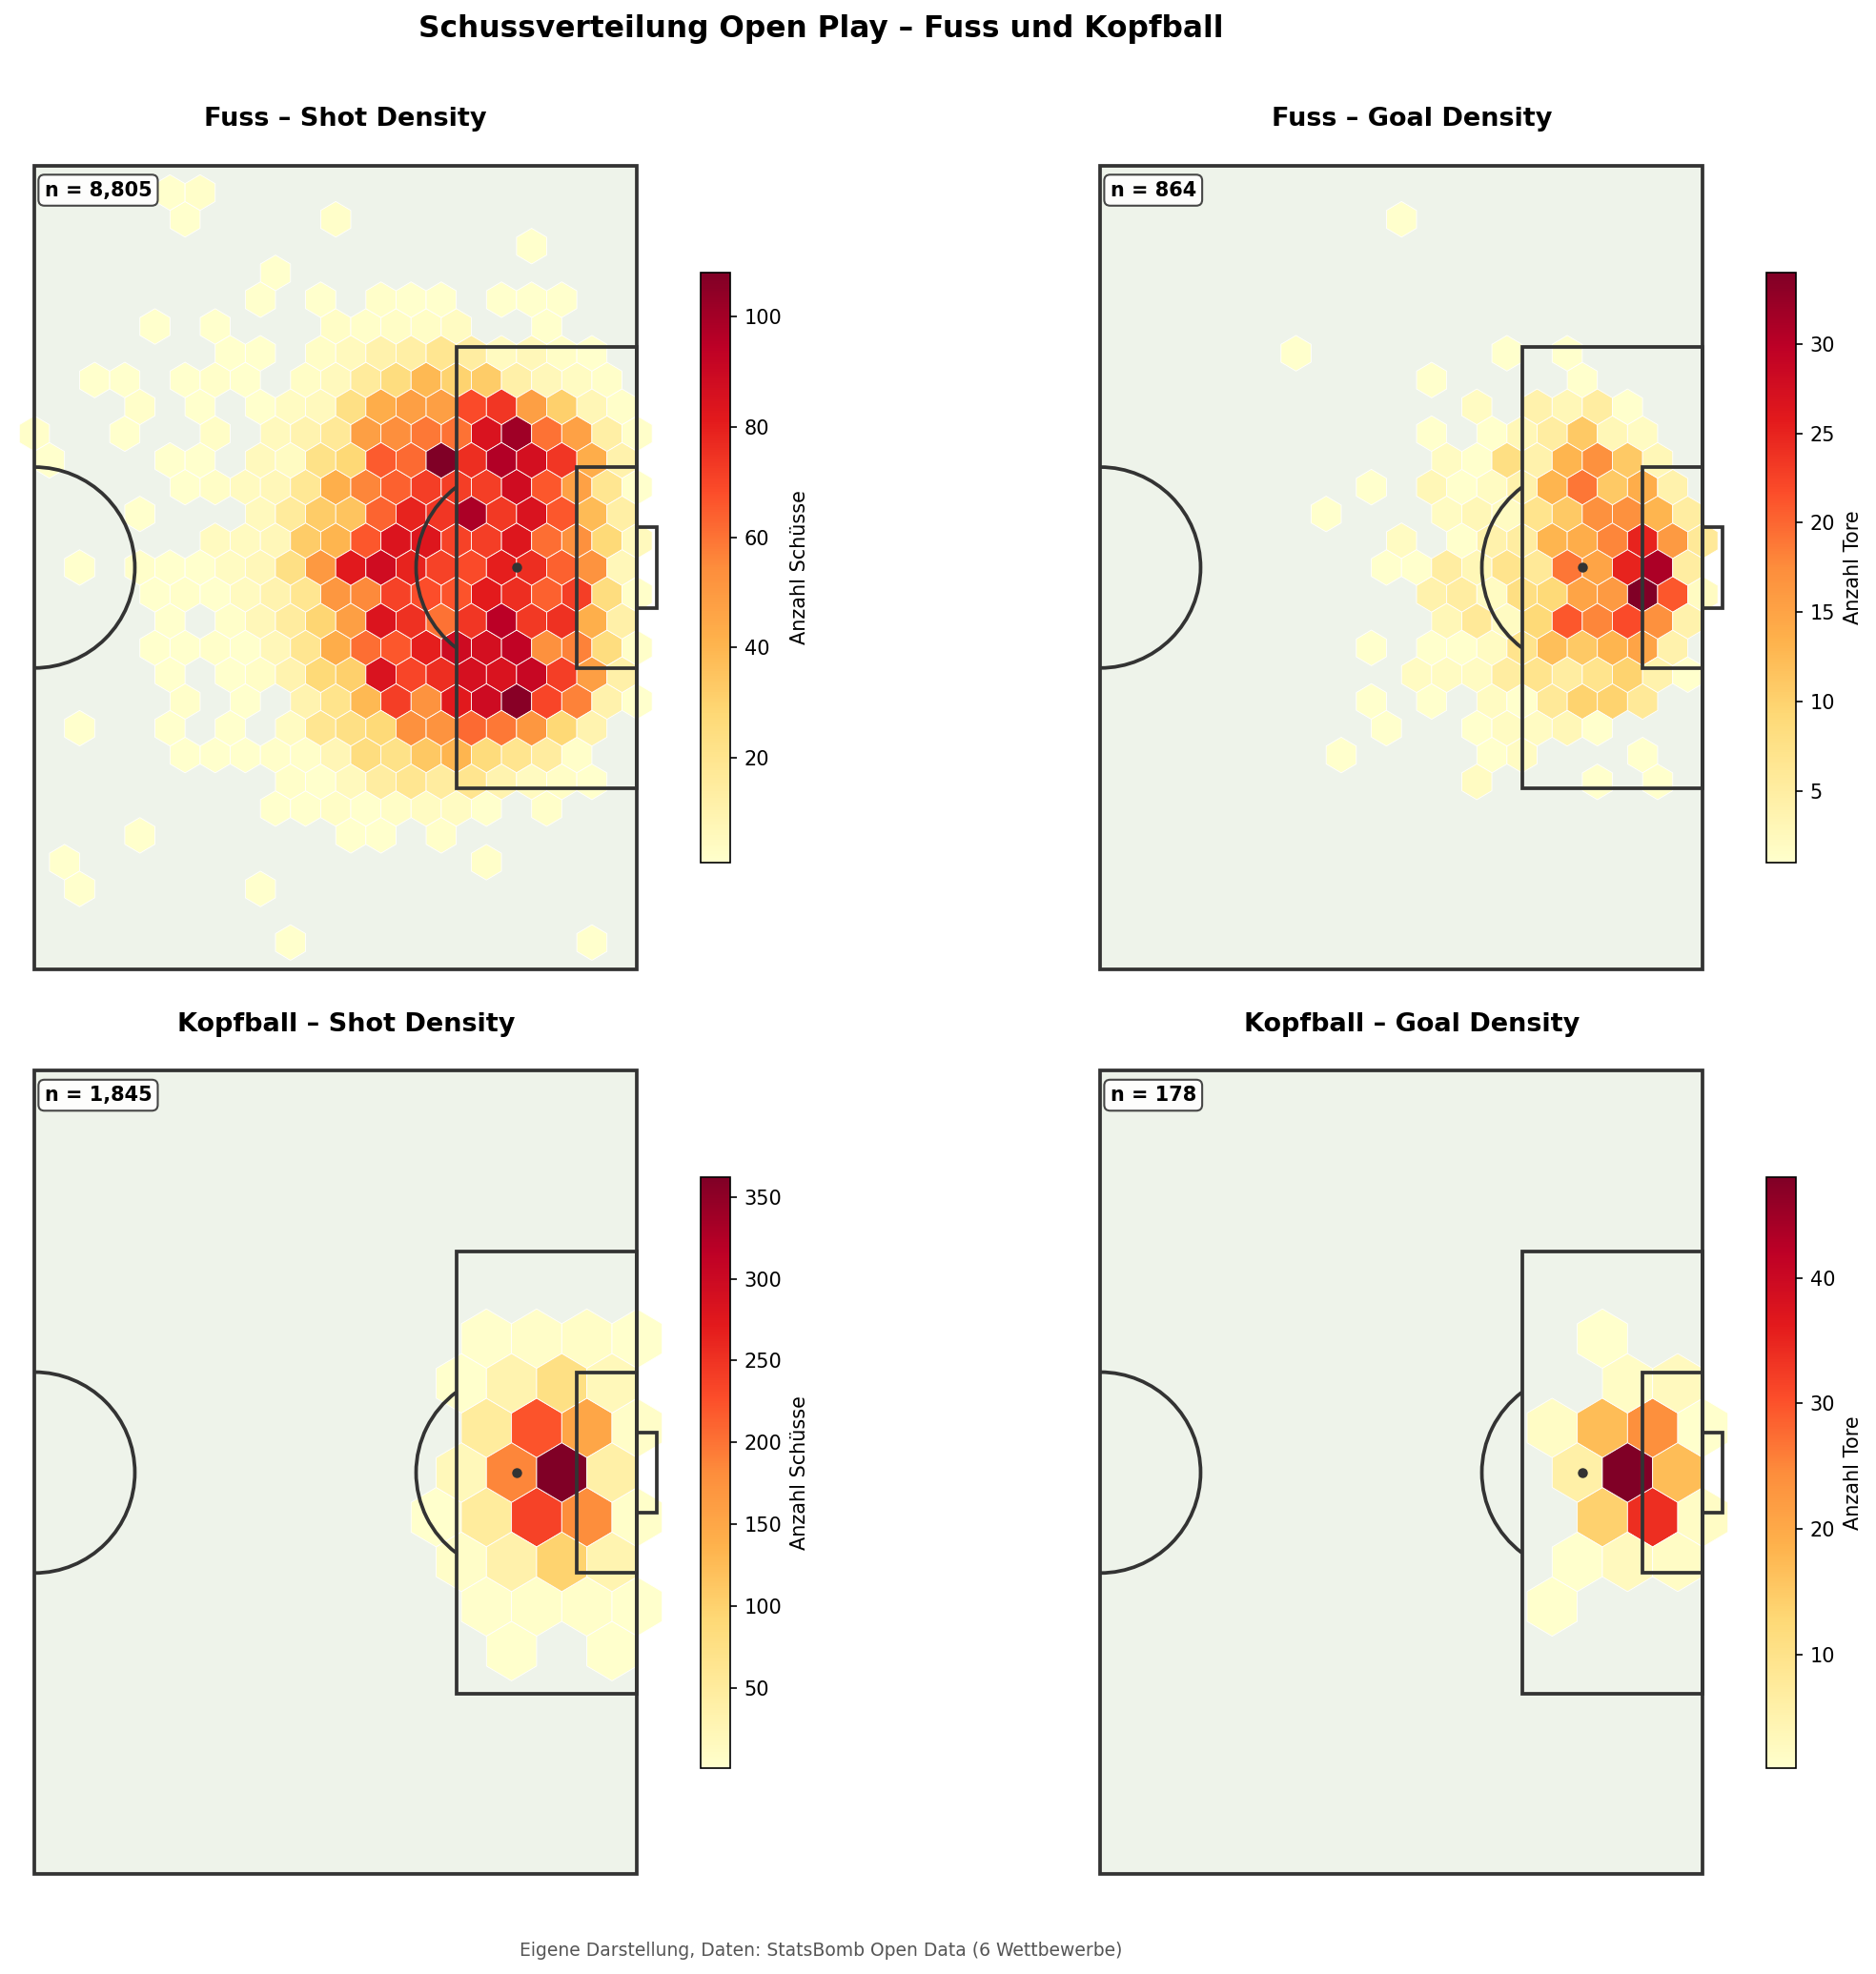 Schussverteilung Open Play – Fuss und Kopfball
Fuss – Shot Density
n = 8,805
100
80
60
40
20
Anzahl Schüsse
Fuss – Goal Density
n = 864
30
25
20
15
10
5
Anzahl Tore
Kopfball – Shot Density
n = 1,845
350
300
250
200
150
100
50
Anzahl Schüsse
Kopfball – Goal Density
n = 178
40
30
20
10
Anzahl Tore
Eigene Darstellung, Daten: StatsBomb Open Data (6 Wettbewerbe)